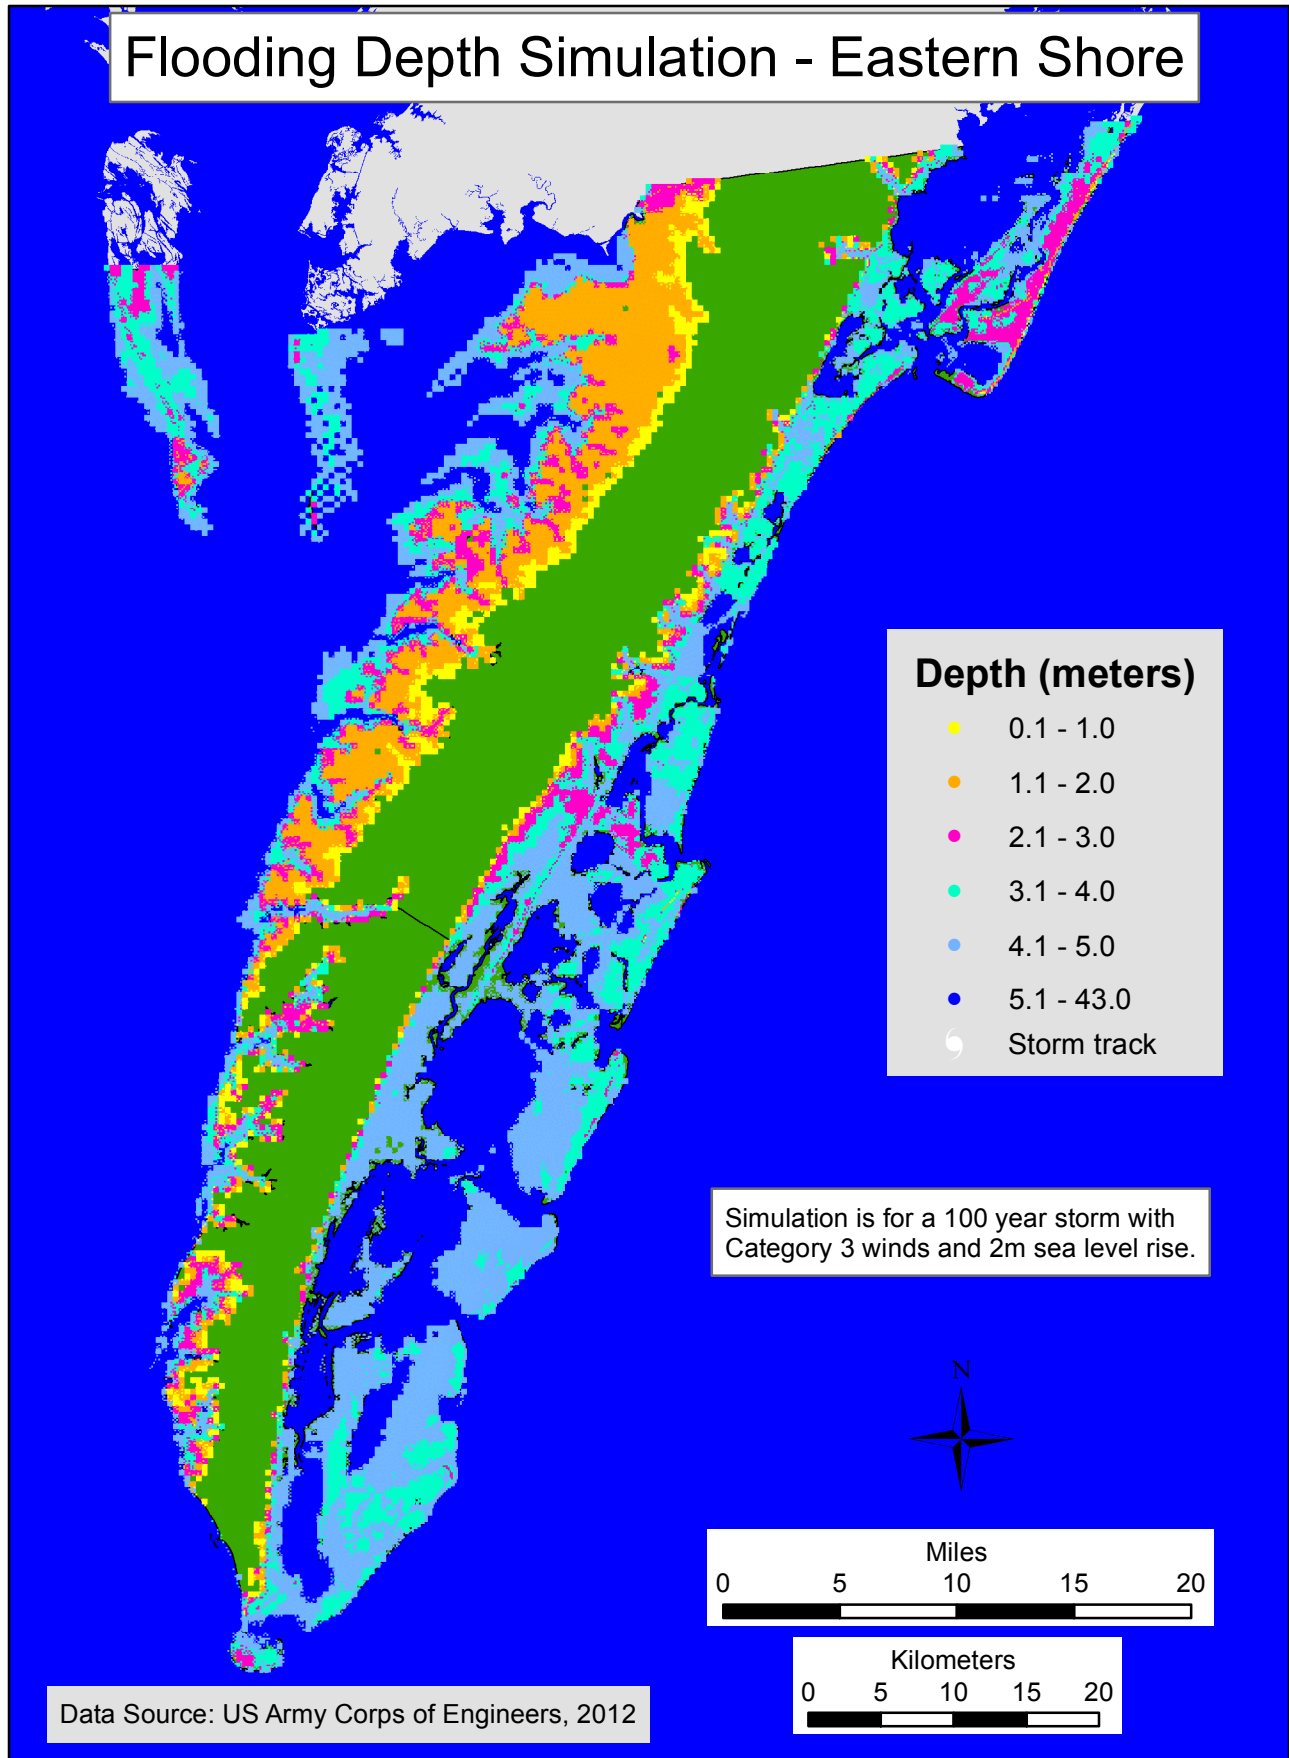 Flooding Depth Simulation - Eastern Shore
Depth (meters)
0.1 - 1.0
1.1 - 2.0
2.1 - 3.0
3.1 - 4.0
4.1 - 5.0
5.1 - 43.0
Storm track
Simulation is for a 100 year storm with
Category 3 winds and 2m sea level rise.
N
Miles
0 5 10 15 20
Kilometers
0 5 10 15 20
Data Source: US Army Corps of Engineers, 2012